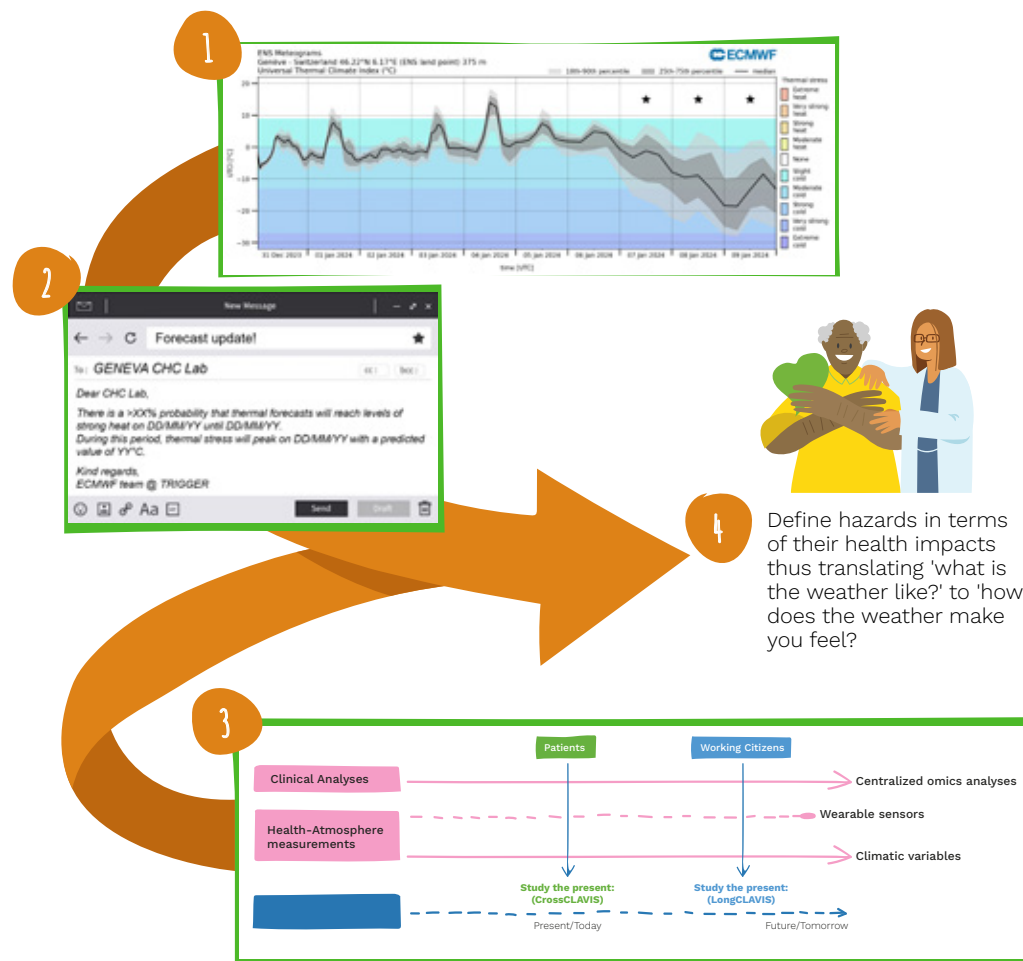 1
ENS Meteograms
Genève - Switzerland 46.22°N 6.17°E (ENS land point) 375 m
Universal Thermal Climate Index (°C)
ECMWF
10th-90th percentile 25th-75th percentile median
Thermal stress
Extreme heat
Very strong heat
Strong heat
Moderate heat
None
Slight cold
Moderate cold
Strong cold
Very strong cold
Extreme cold
UTCI [°C]
20
10
0
−10
−20
−30
31 Dec 2023 01 Jan 2024 02 Jan 2024 03 Jan 2024 04 Jan 2024 05 Jan 2024 06 Jan 2024 07 Jan 2024 08 Jan 2024 09 Jan 2024
time [UTC]
2
New Message
Forecast update!
To: GENEVA CHC Lab
cc: bcc:
Dear CHC Lab,
There is a >XX% probability that thermal forecasts will reach levels of
strong heat on DD/MM/YY until DD/MM/YY.
During this period, thermal stress will peak on DD/MM/YY with a predicted
value of YY°C.
Kind regards,
ECMWF team @ TRIGGER
Aa
Send Draft
4
Define hazards in terms
of their health impacts
thus translating 'what is
the weather like?' to 'how
does the weather make
you feel?
3
Patients
Working Citizens
Clinical Analyses
Centralized omics analyses
Health-Atmosphere
measurements
Wearable sensors
Climatic variables
Study the present:
(CrossCLAVIS)
Study the present:
(LongCLAVIS)
Present/Today
Future/Tomorrow